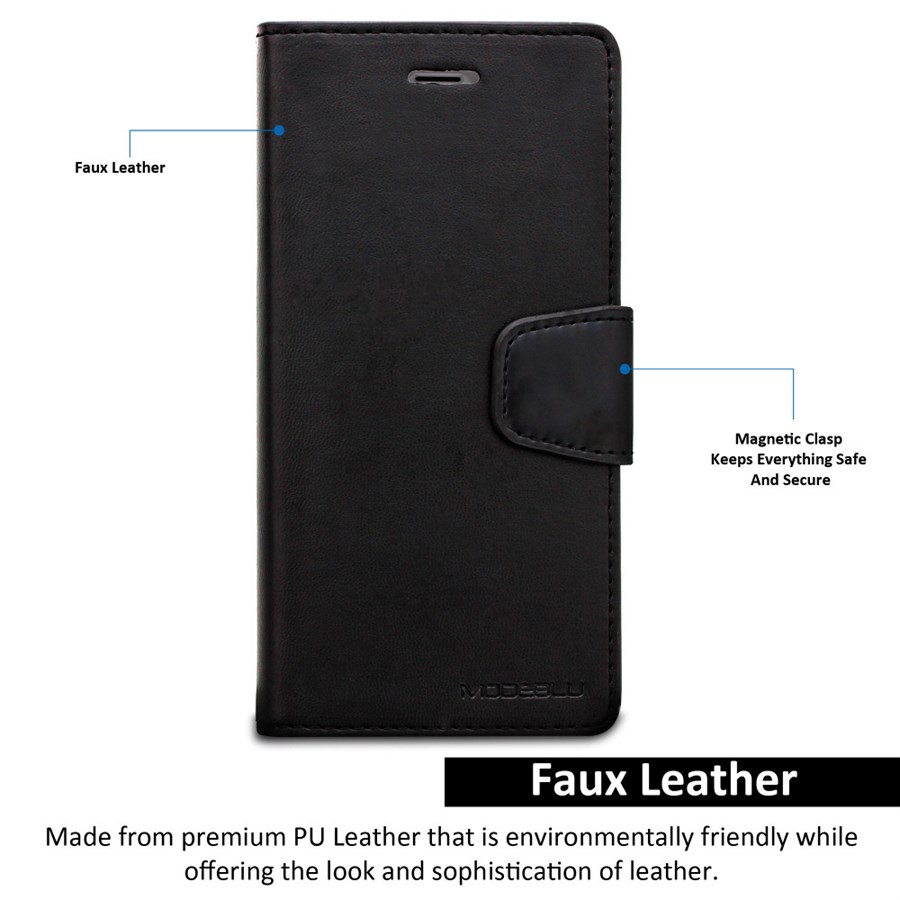 Faux Leather
Magnetic Clasp
Keeps Everything Safe
And Secure
MODEBLU
Faux Leather
Made from premium PU Leather that is environmentally friendly while
offering the look and sophistication of leather.